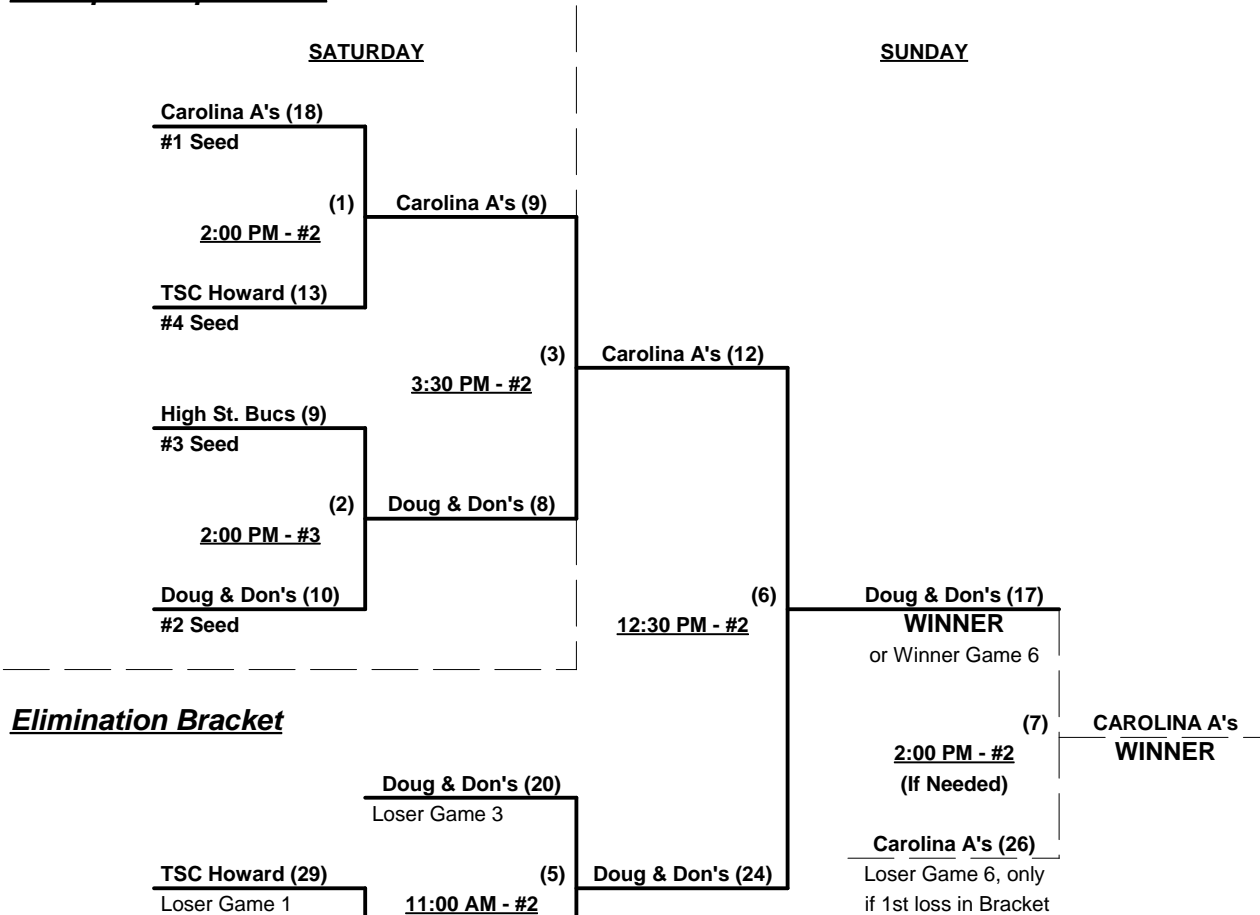 SATURDAY
SUNDAY
Carolina A's (18)
#1 Seed
(1)
Carolina A's (9)
2:00 PM - #2
TSC Howard (13)
#4 Seed
(3)
Carolina A's (12)
3:30 PM - #2
High St. Bucs (9)
#3 Seed
(2)
Doug & Don's (8)
2:00 PM - #3
Doug & Don's (10)
#2 Seed
(6)
12:30 PM - #2
Doug & Don's (17)
WINNER
or Winner Game 6
Elimination Bracket
(7)
CAROLINA A's
WINNER
2:00 PM - #2
(If Needed)
Doug & Don's (20)
Loser Game 3
Carolina A's (26)
Loser Game 6, only
if 1st loss in Bracket
TSC Howard (29)
Loser Game 1
(5)
Doug & Don's (24)
11:00 AM - #2